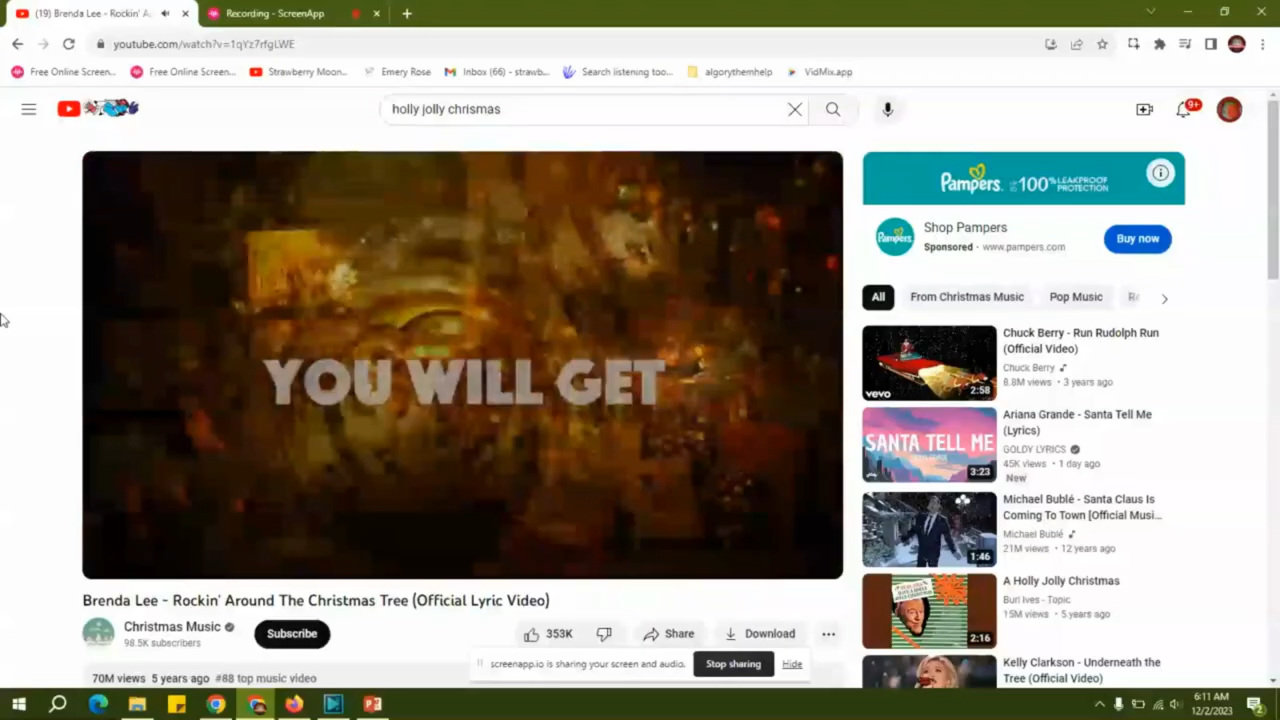 (19) Brenda Lee - Rockin' A
Recording - ScreenApp
youtube.com/watch?v=1qYz7rfgLWE
Free Online Screen...
Free Online Screen...
Strawberry Moon...
Emery Rose
Inbox (66) - strawb...
Search listening too...
algorythemhelp
VidMix.app
holly jolly chrismas
9+
YOU WILL GET
Pampers. UP TO 100% LEAKPROOF PROTECTION
Pampers
Shop Pampers
Sponsored · www.pampers.com
Buy now
All
From Christmas Music
Pop Music
Chuck Berry - Run Rudolph Run
(Official Video)
Chuck Berry
8.8M views · 3 years ago
vevo
2:58
Ariana Grande - Santa Tell Me
(Lyrics)
GOLDY LYRICS
45K views · 1 day ago
New
SANTA TELL ME
3:23
Michael Bublé - Santa Claus Is
Coming To Town [Official Musi...
Michael Bublé
21M views · 12 years ago
1:46
A Holly Jolly Christmas
Burl Ives - Topic
15M views · 5 years ago
2:16
Kelly Clarkson - Underneath the
Tree (Official Video)
Brenda Lee - Rockin' Around The Christmas Tree (Official Lyric Video)
Christmas Music
98.5K subscribers
Subscribe
353K
Share
Download
screenapp.io is sharing your screen and audio.
Stop sharing
Hide
70M views 5 years ago #88 top music video
6:11 AM
12/2/2023
2